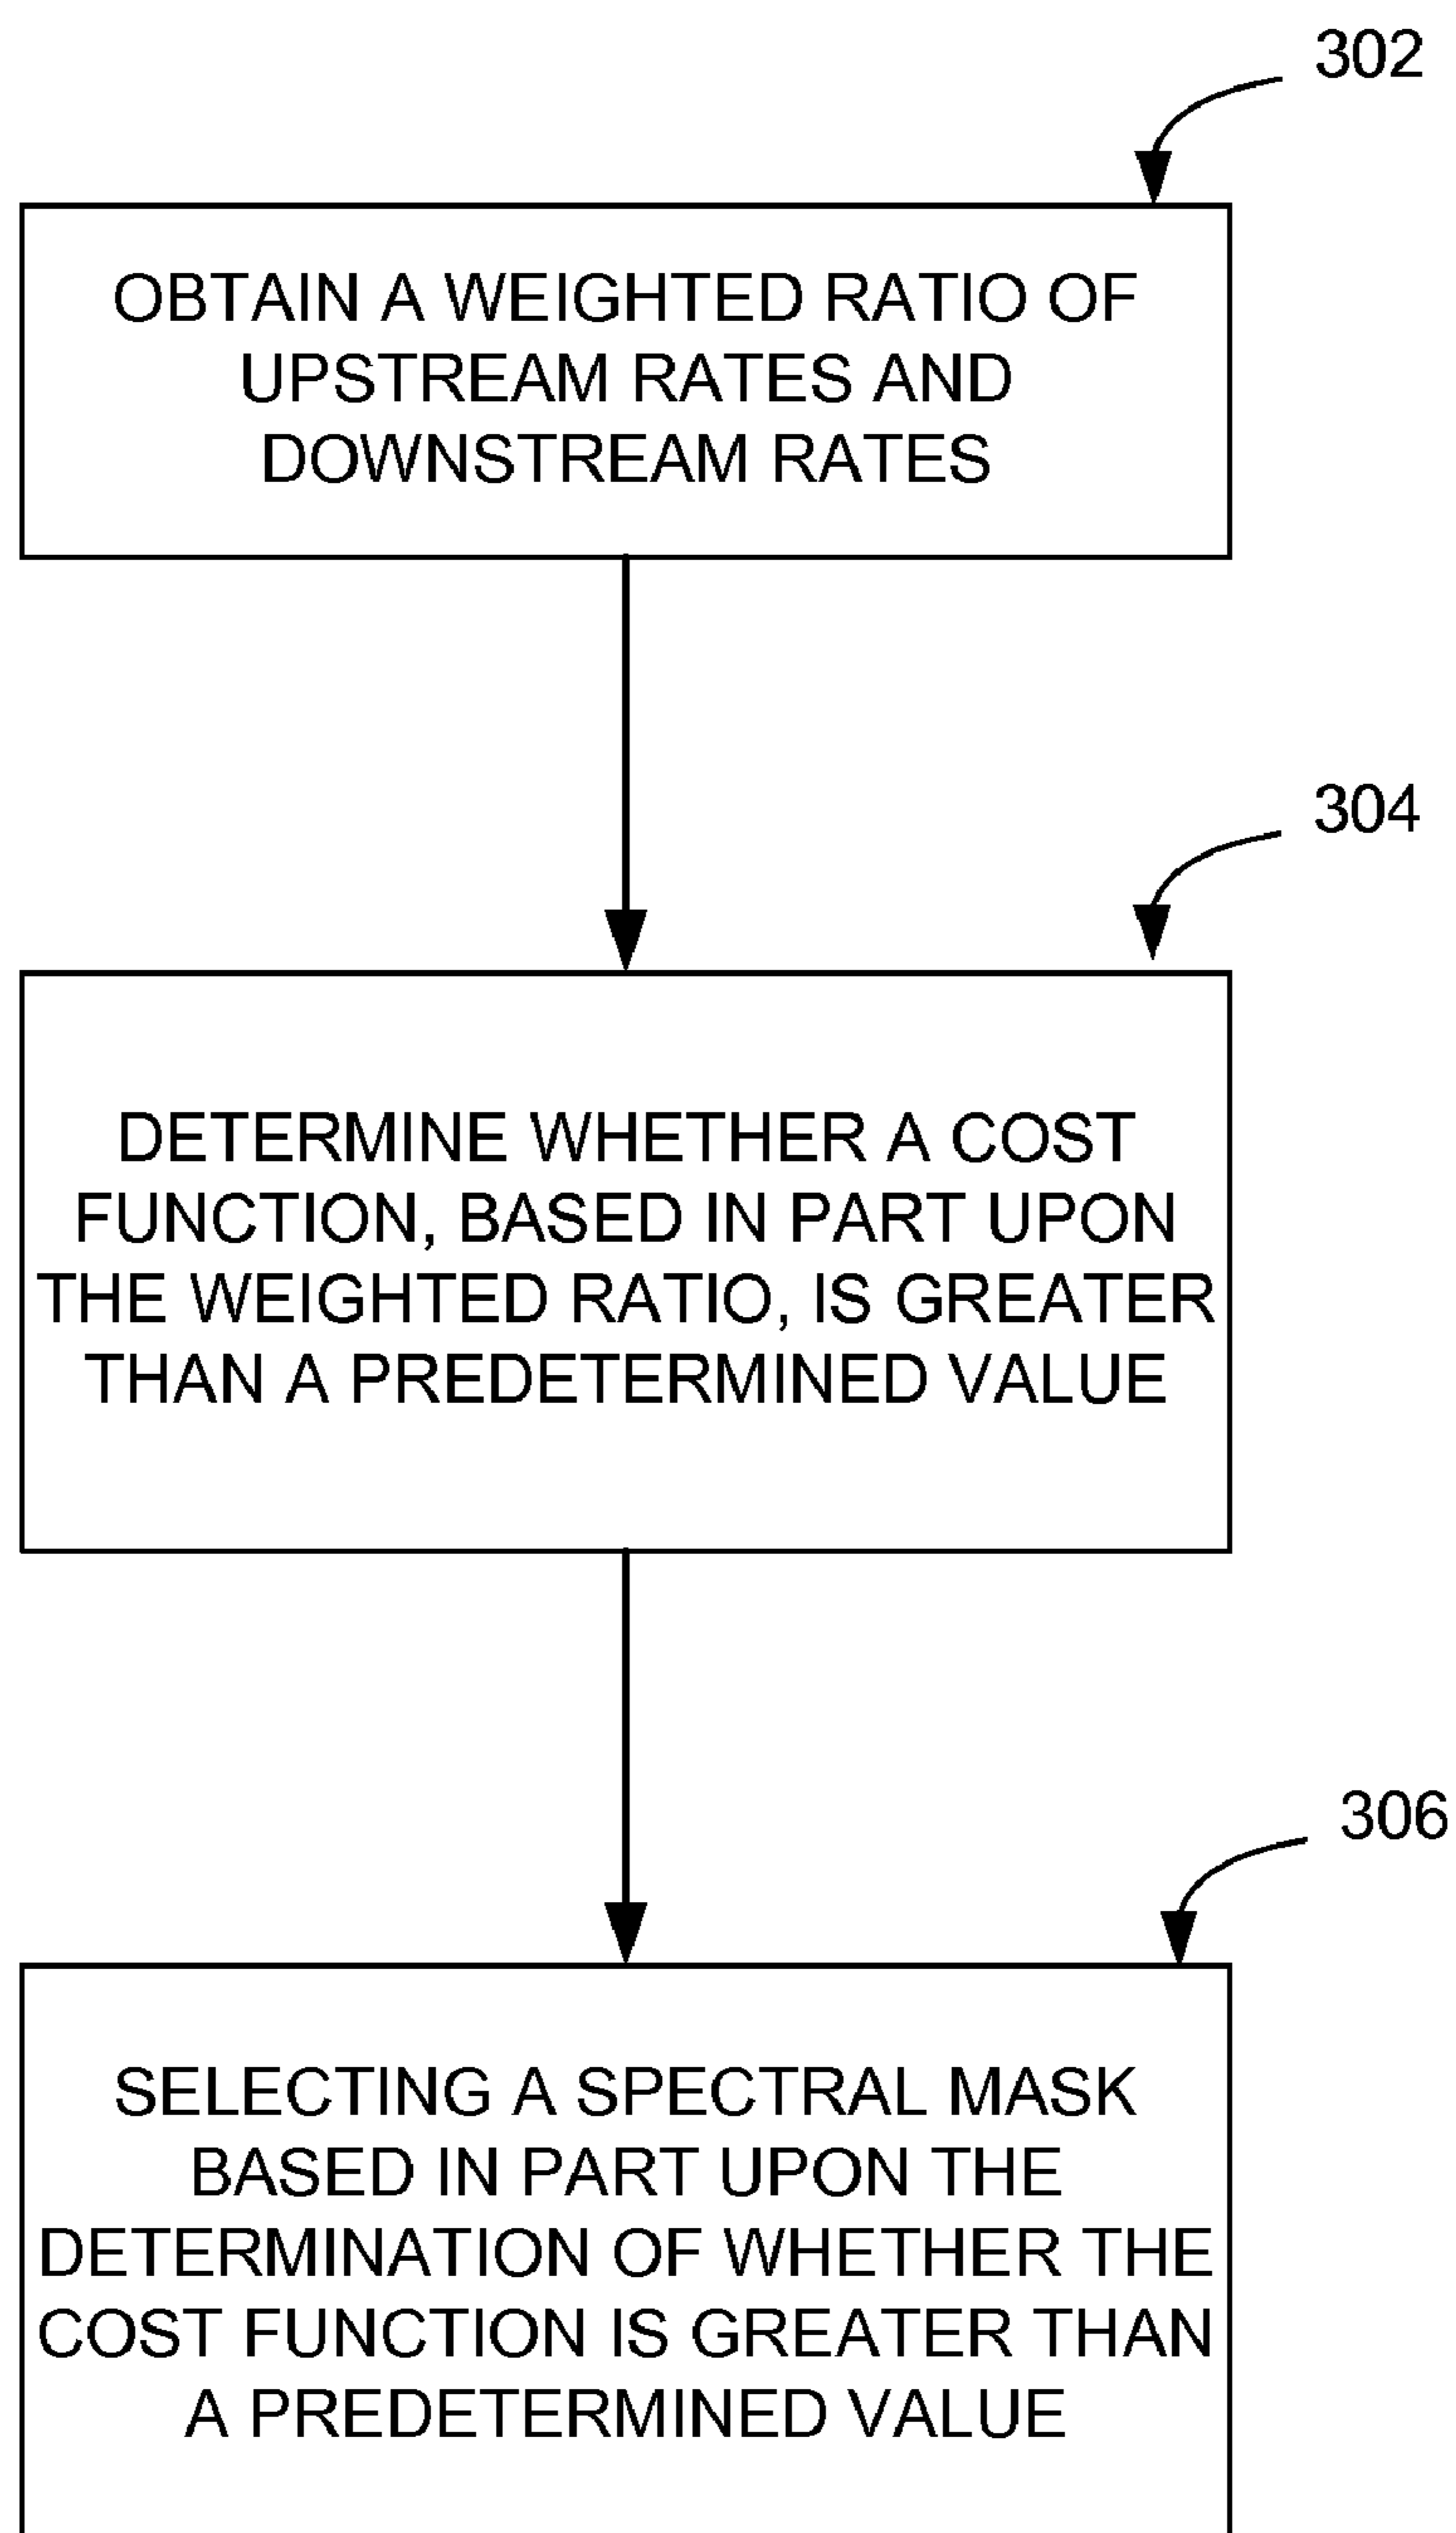 302
OBTAIN A WEIGHTED RATIO OF
UPSTREAM RATES AND
DOWNSTREAM RATES
304
DETERMINE WHETHER A COST
FUNCTION, BASED IN PART UPON
THE WEIGHTED RATIO, IS GREATER
THAN A PREDETERMINED VALUE
306
SELECTING A SPECTRAL MASK
BASED IN PART UPON THE
DETERMINATION OF WHETHER THE
COST FUNCTION IS GREATER THAN
A PREDETERMINED VALUE